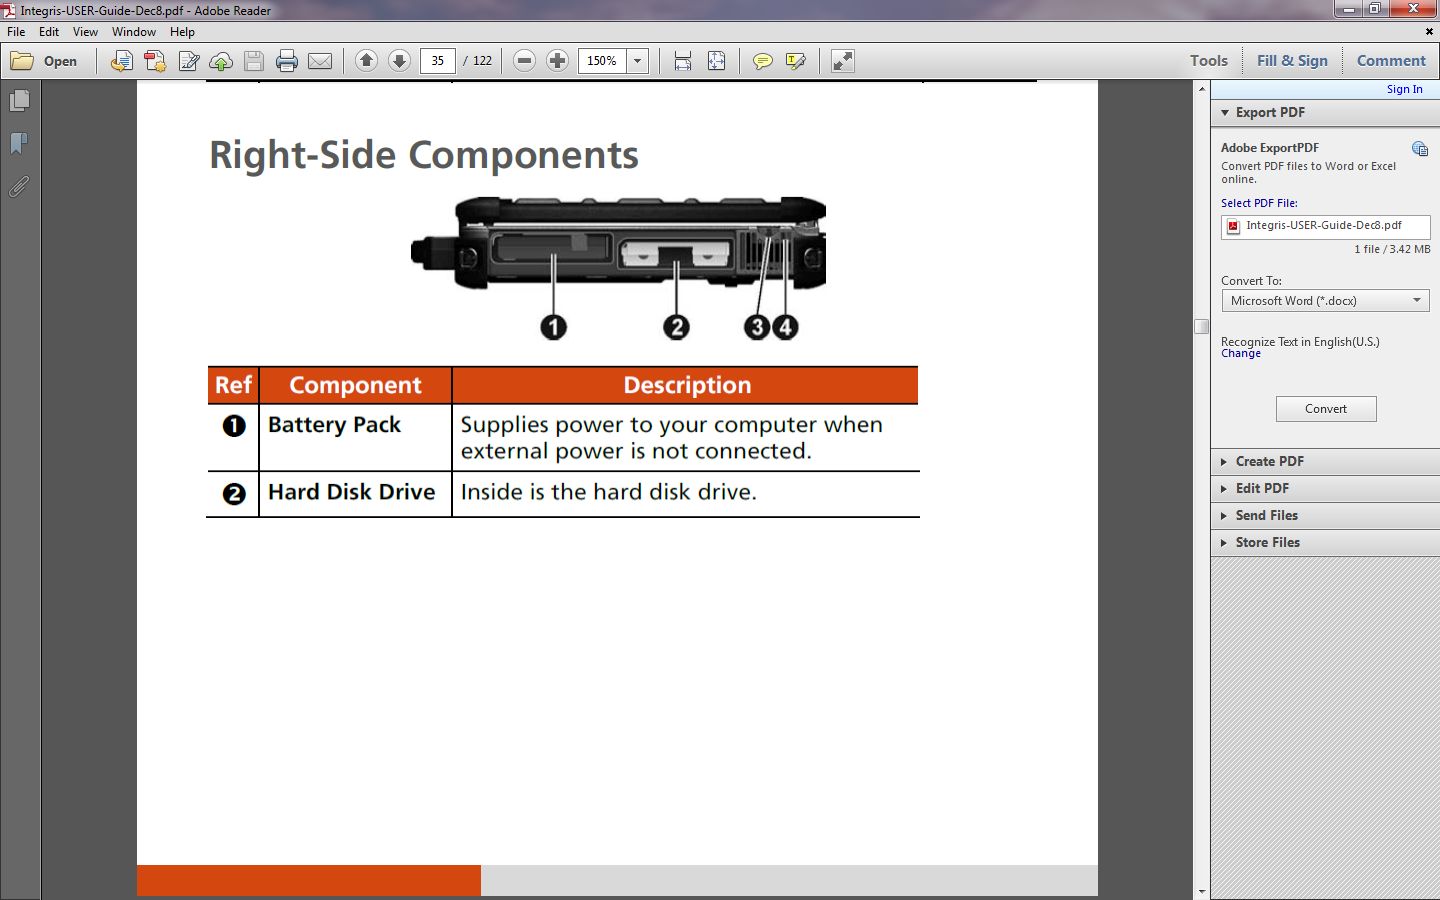 Integris-USER-Guide-Dec8.pdf - Adobe Reader
File Edit View Window Help
Open 35 / 122 150% Tools Fill & Sign Comment
Sign In
Export PDF
Adobe ExportPDF
Convert PDF files to Word or Excel
online.
Select PDF File:
Integris-USER-Guide-Dec8.pdf
1 file / 3.42 MB
Convert To:
Microsoft Word (*.docx)
Recognize Text in English(U.S.)
Change
Convert
Create PDF
Edit PDF
Send Files
Store Files
Right-Side Components
1 2 3 4
Ref Component Description
1 Battery Pack Supplies power to your computer when
external power is not connected.
2 Hard Disk Drive Inside is the hard disk drive.